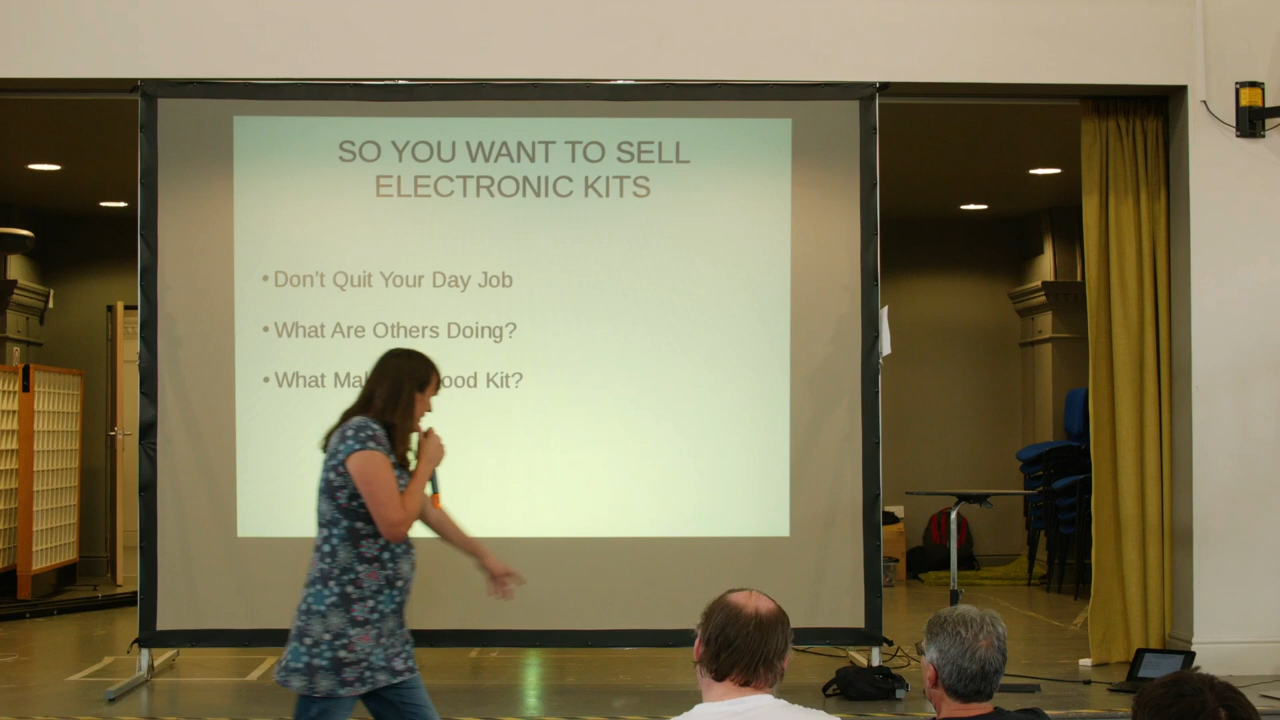 SO YOU WANT TO SELL
ELECTRONIC KITS
• Don't Quit Your Day Job
• What Are Others Doing?
• What Kit?